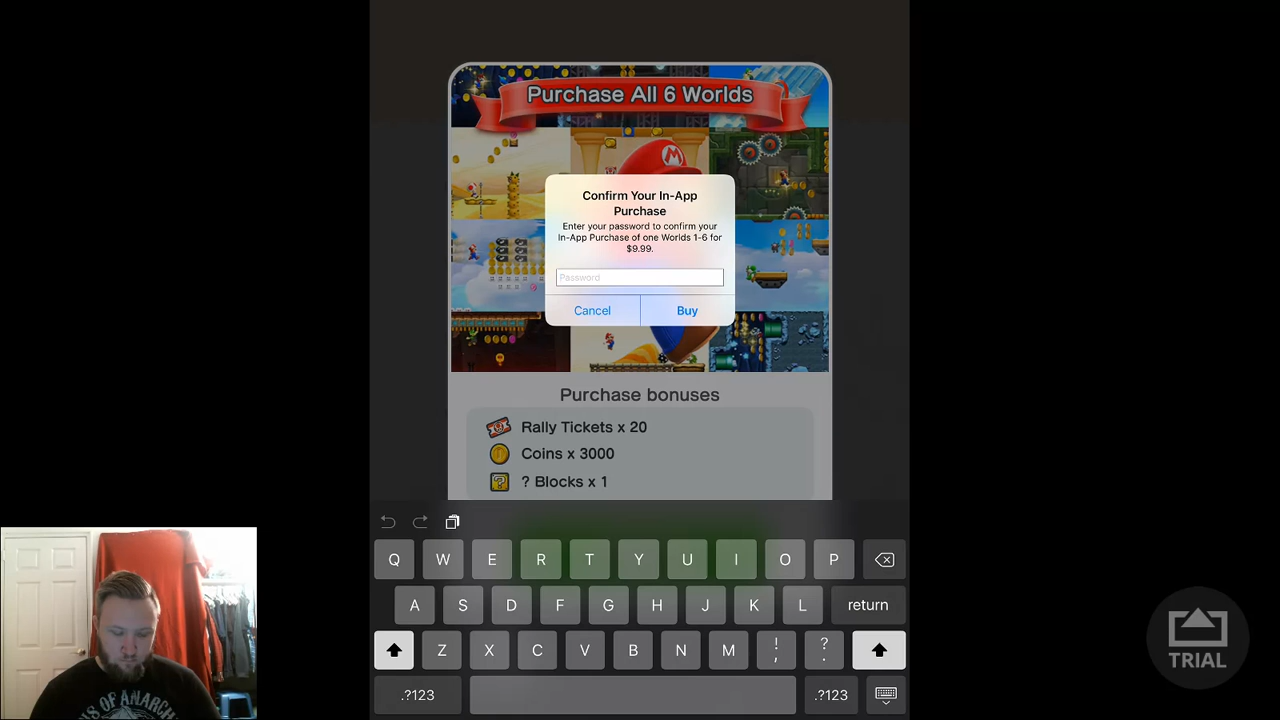 Purchase All 6 Worlds
M
Confirm Your In-App
Purchase
Enter your password to confirm your
In-App Purchase of one Worlds 1-6 for
$9.99.
Password
Cancel Buy
Purchase bonuses
Rally Tickets x 20
Coins x 3000
? ? Blocks x 1
Q W E R T Y U I O P
A S D F G H J K L return
Z X C V B N M ! , ? .
.?123 .?123
TRIAL
S OF ANARCHY